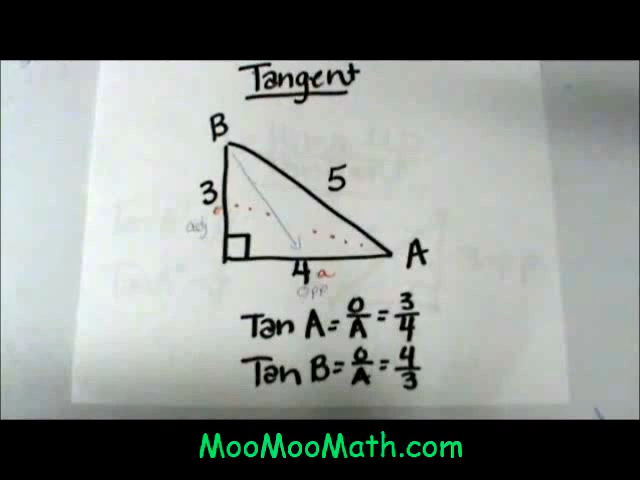 Tangent
B
3
5
adj
A
4 a
opp
Tan A = O/A = 3/4
Tan B = O/A = 4/3
MooMooMath.com